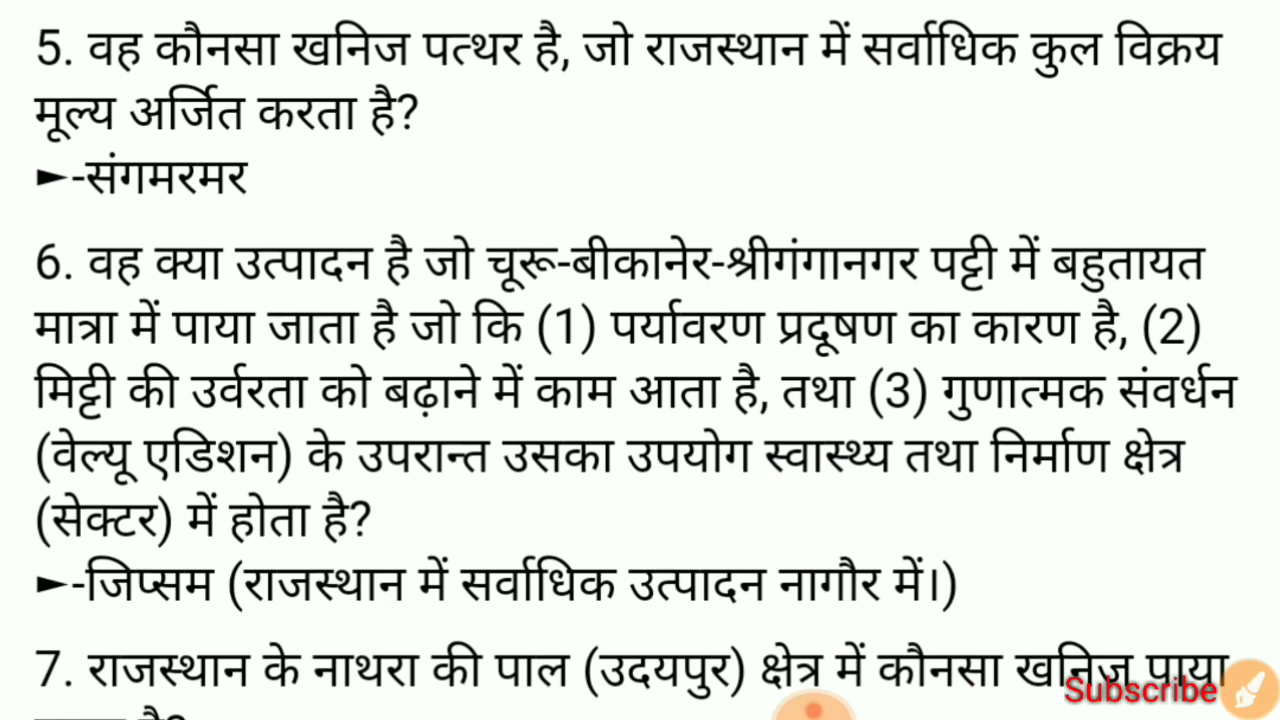 5. वह कौनसा खनिज पत्थर है, जो राजस्थान में सर्वाधिक कुल विक्रय
मूल्य अर्जित करता है?
►-संगमरमर
6. वह क्या उत्पादन है जो चूरू-बीकानेर-श्रीगंगानगर पट्टी में बहुतायत
मात्रा में पाया जाता है जो कि (1) पर्यावरण प्रदूषण का कारण है, (2)
मिट्टी की उर्वरता को बढ़ाने में काम आता है, तथा (3) गुणात्मक संवर्धन
(वेल्यू एडिशन) के उपरान्त उसका उपयोग स्वास्थ्य तथा निर्माण क्षेत्र
(सेक्टर) में होता है?
►-जिप्सम (राजस्थान में सर्वाधिक उत्पादन नागौर में।)
7. राजस्थान के नाथरा की पाल (उदयपुर) क्षेत्र में कौनसा खनिज पाया
Subscribe
है?